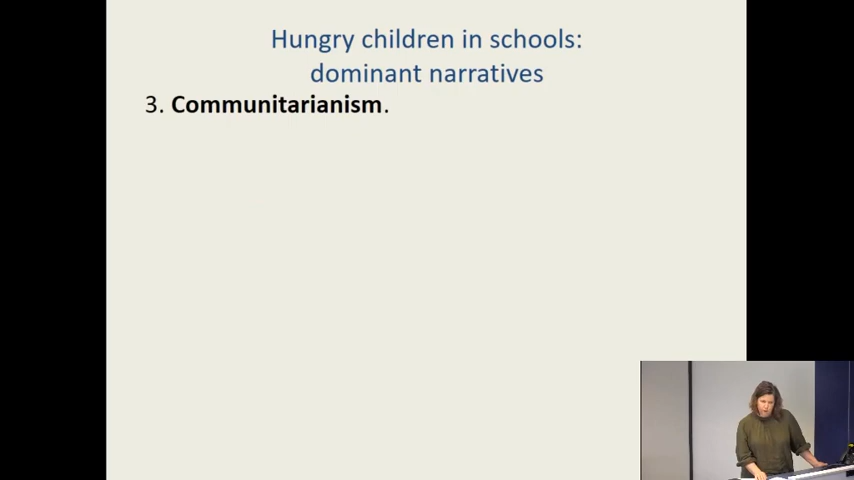 Hungry children in schools:
dominant narratives
3. Communitarianism.